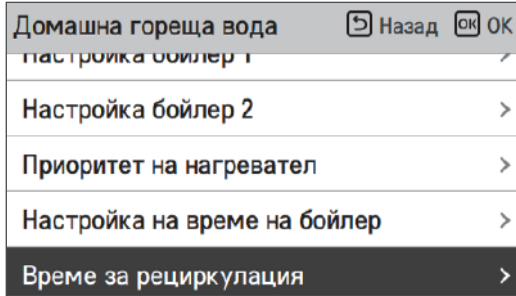 Домашна гореща вода Назад OK OK
Настройка бойлер 1
Настройка бойлер 2
Приоритет на нагревател
Настройка на време на бойлер
Време за рециркулация